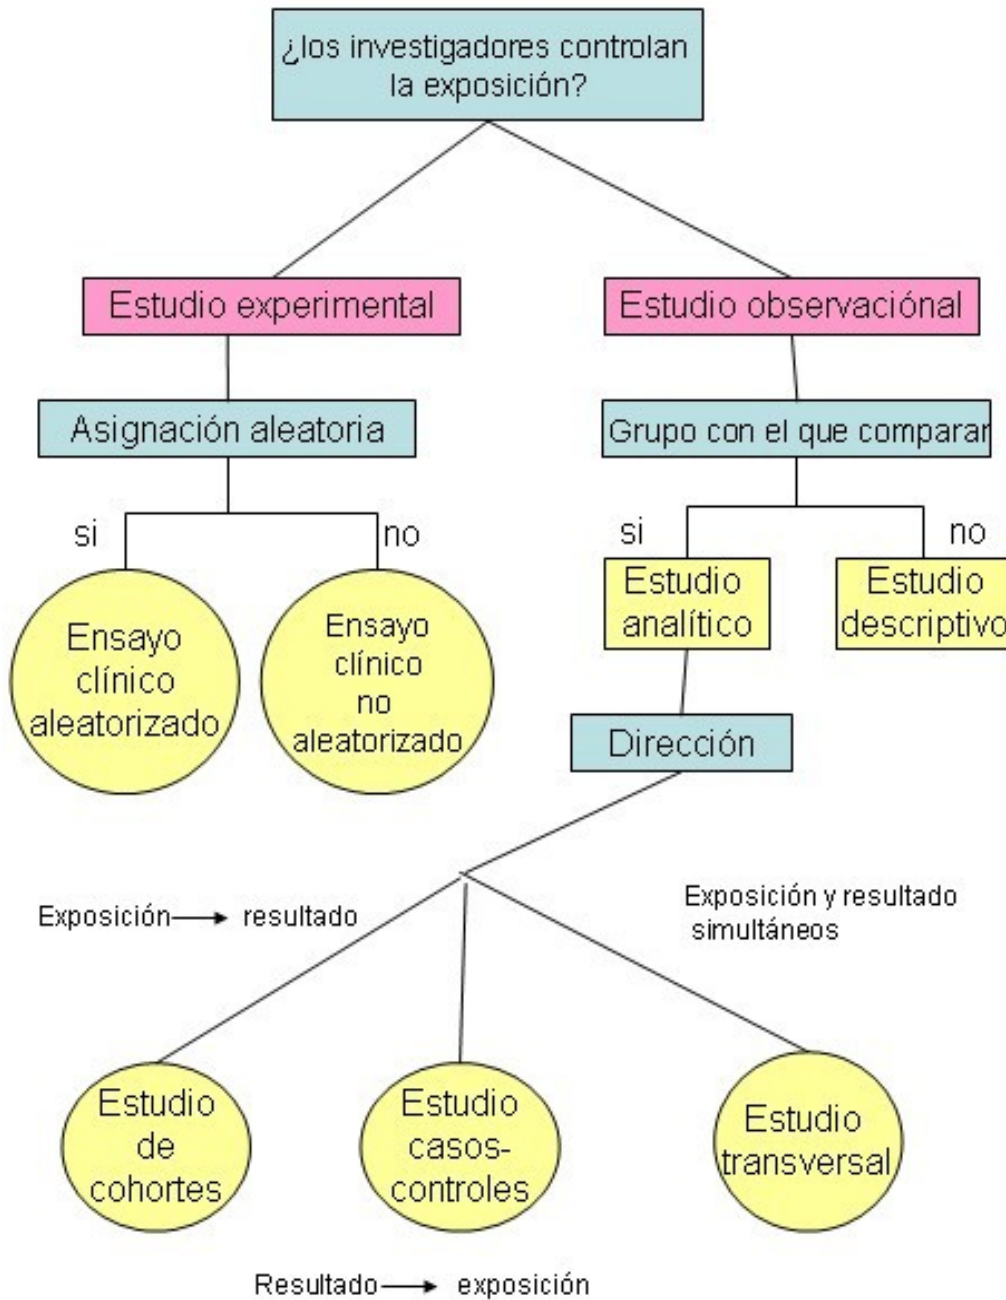 ¿los investigadores controlan
la exposición?
Estudio experimental
Estudio observaciónal
Asignación aleatoria
Grupo con el que comparar
si
no
si
no
Ensayo
clínico
aleatorizado
Ensayo
clínico
no
aleatorizado
Estudio
analítico
Estudio
descriptivo
Dirección
Exposición → resultado
Exposición y resultado
simultáneos
Estudio
de
cohortes
Estudio
casos-
controles
Estudio
transversal
Resultado → exposición